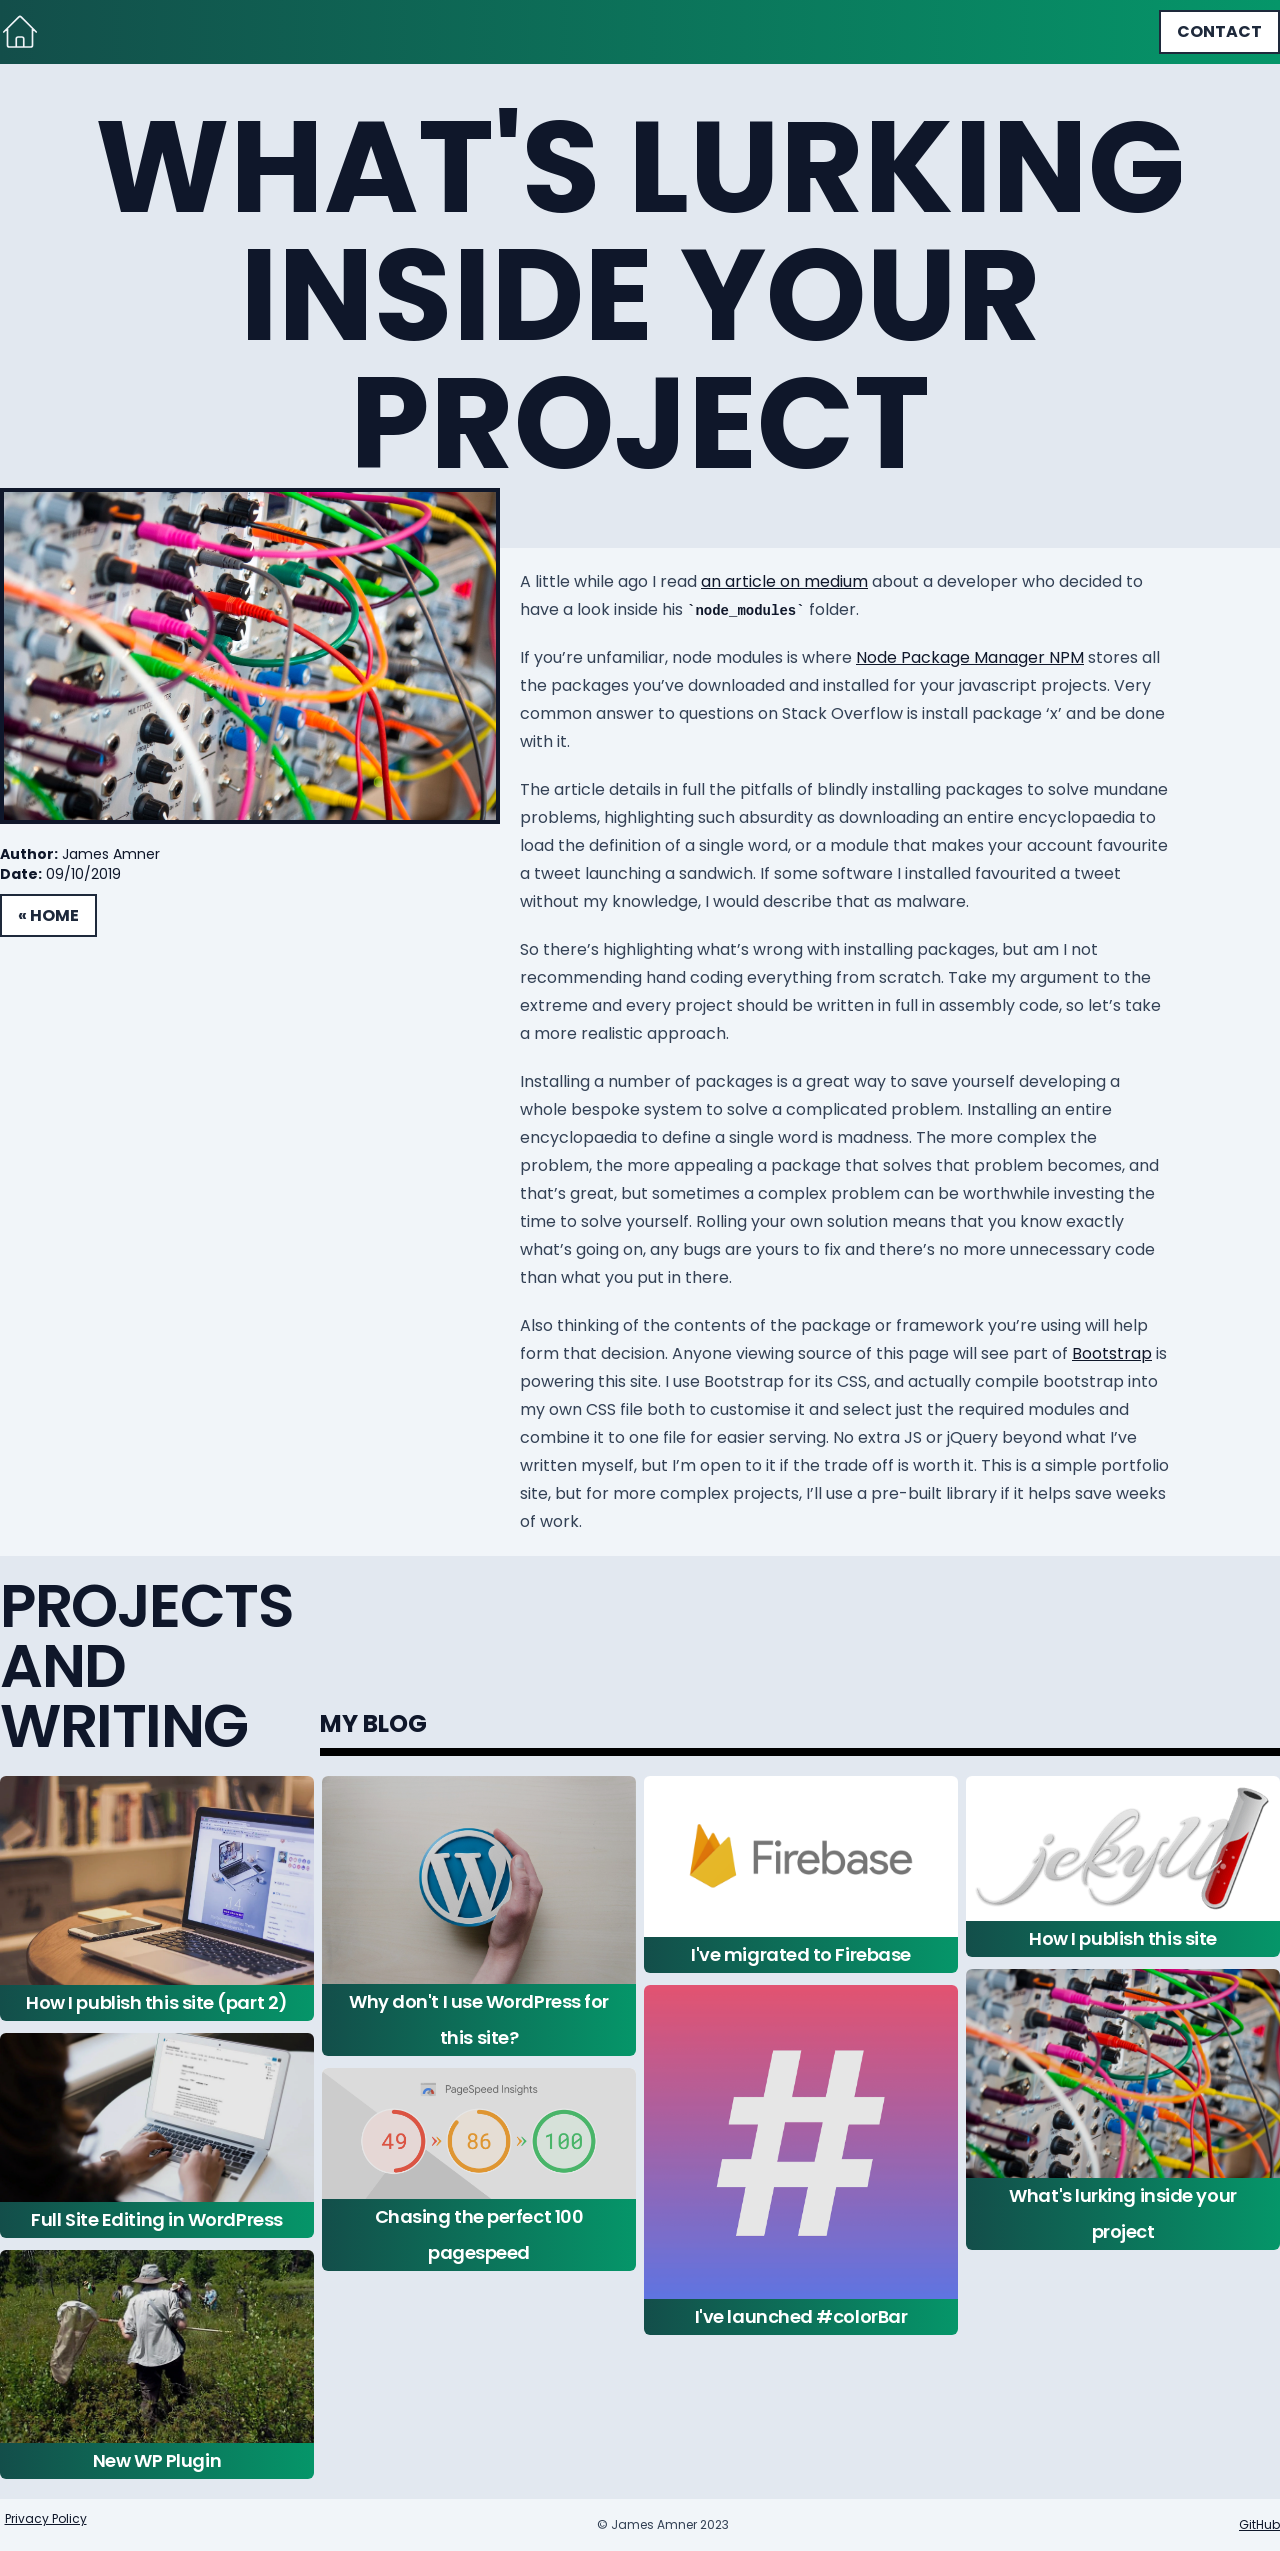 CONTACT
WHAT'S LURKING
INSIDE YOUR
PROJECT
A little while ago I read an article on medium about a developer who decided to
have a look inside his `node_modules` folder.
If you’re unfamiliar, node modules is where Node Package Manager NPM stores all
the packages you’ve downloaded and installed for your javascript projects. Very
common answer to questions on Stack Overflow is install package ‘x’ and be done
with it.
The article details in full the pitfalls of blindly installing packages to solve mundane
problems, highlighting such absurdity as downloading an entire encyclopaedia to
load the definition of a single word, or a module that makes your account favourite
a tweet launching a sandwich. If some software I installed favourited a tweet
without my knowledge, I would describe that as malware.
So there’s highlighting what’s wrong with installing packages, but am I not
recommending hand coding everything from scratch. Take my argument to the
extreme and every project should be written in full in assembly code, so let’s take
a more realistic approach.
Installing a number of packages is a great way to save yourself developing a
whole bespoke system to solve a complicated problem. Installing an entire
encyclopaedia to define a single word is madness. The more complex the
problem, the more appealing a package that solves that problem becomes, and
that’s great, but sometimes a complex problem can be worthwhile investing the
time to solve yourself. Rolling your own solution means that you know exactly
what’s going on, any bugs are yours to fix and there’s no more unnecessary code
than what you put in there.
Also thinking of the contents of the package or framework you’re using will help
form that decision. Anyone viewing source of this page will see part of Bootstrap is
powering this site. I use Bootstrap for its CSS, and actually compile bootstrap into
my own CSS file both to customise it and select just the required modules and
combine it to one file for easier serving. No extra JS or jQuery beyond what I’ve
written myself, but I’m open to it if the trade off is worth it. This is a simple portfolio
site, but for more complex projects, I’ll use a pre-built library if it helps save weeks
of work.
Author: James Amner
Date: 09/10/2019
« HOME
PROJECTS
AND
WRITING
MY BLOG
How I publish this site (part 2)
Full Site Editing in WordPress
New WP Plugin
Why don't I use WordPress for
this site?
PageSpeed Insights
49 » 86 » 100
Chasing the perfect 100
pagespeed
Firebase
I've migrated to Firebase
#
I've launched #colorBar
jekyll
How I publish this site
What's lurking inside your
project
Privacy Policy
© James Amner 2023
GitHub